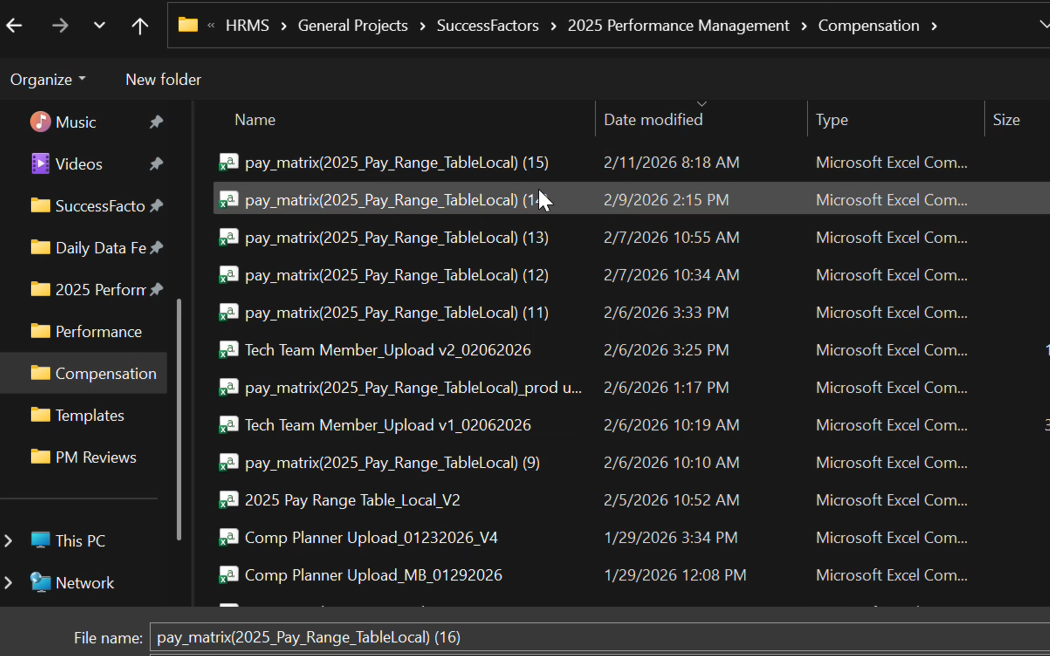 « HRMS › General Projects › SuccessFactors › 2025 Performance Management › Compensation ›
Organize New folder
Music
Videos
SuccessFacto
Daily Data Fe
2025 Perforr
Performance
Compensation
Templates
PM Reviews
This PC
Network
Name Date modified Type Size
pay_matrix(2025_Pay_Range_TableLocal) (15) 2/11/2026 8:18 AM Microsoft Excel Com...
pay_matrix(2025_Pay_Range_TableLocal) 2/9/2026 2:15 PM Microsoft Excel Com...
pay_matrix(2025_Pay_Range_TableLocal) (13) 2/7/2026 10:55 AM Microsoft Excel Com...
pay_matrix(2025_Pay_Range_TableLocal) (12) 2/7/2026 10:34 AM Microsoft Excel Com...
pay_matrix(2025_Pay_Range_TableLocal) (11) 2/6/2026 3:33 PM Microsoft Excel Com...
Tech Team Member_Upload v2_02062026 2/6/2026 3:25 PM Microsoft Excel Com...
pay_matrix(2025_Pay_Range_TableLocal)_prod u... 2/6/2026 1:17 PM Microsoft Excel Com...
Tech Team Member_Upload v1_02062026 2/6/2026 10:19 AM Microsoft Excel Com...
pay_matrix(2025_Pay_Range_TableLocal) (9) 2/6/2026 10:10 AM Microsoft Excel Com...
2025 Pay Range Table_Local_V2 2/5/2026 10:52 AM Microsoft Excel Com...
Comp Planner Upload_01232026_V4 1/29/2026 3:34 PM Microsoft Excel Com...
Comp Planner Upload_MB_01292026 1/29/2026 12:08 PM Microsoft Excel Com...
File name: pay_matrix(2025_Pay_Range_TableLocal) (16)